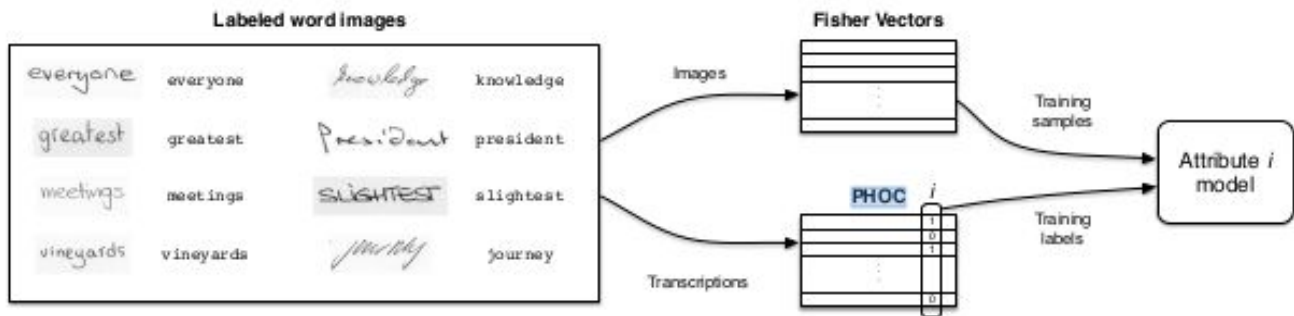 Labeled word images
Fisher Vectors
everyone everyone knowledge knowledge
greatest greatest President president
meetings meetings SLIGHTEST slightest
vineyards vineyards journey journey
Images
Transcriptions
PHOC i
1
0
1
0
Training
samples
Training
labels
Attribute i
model